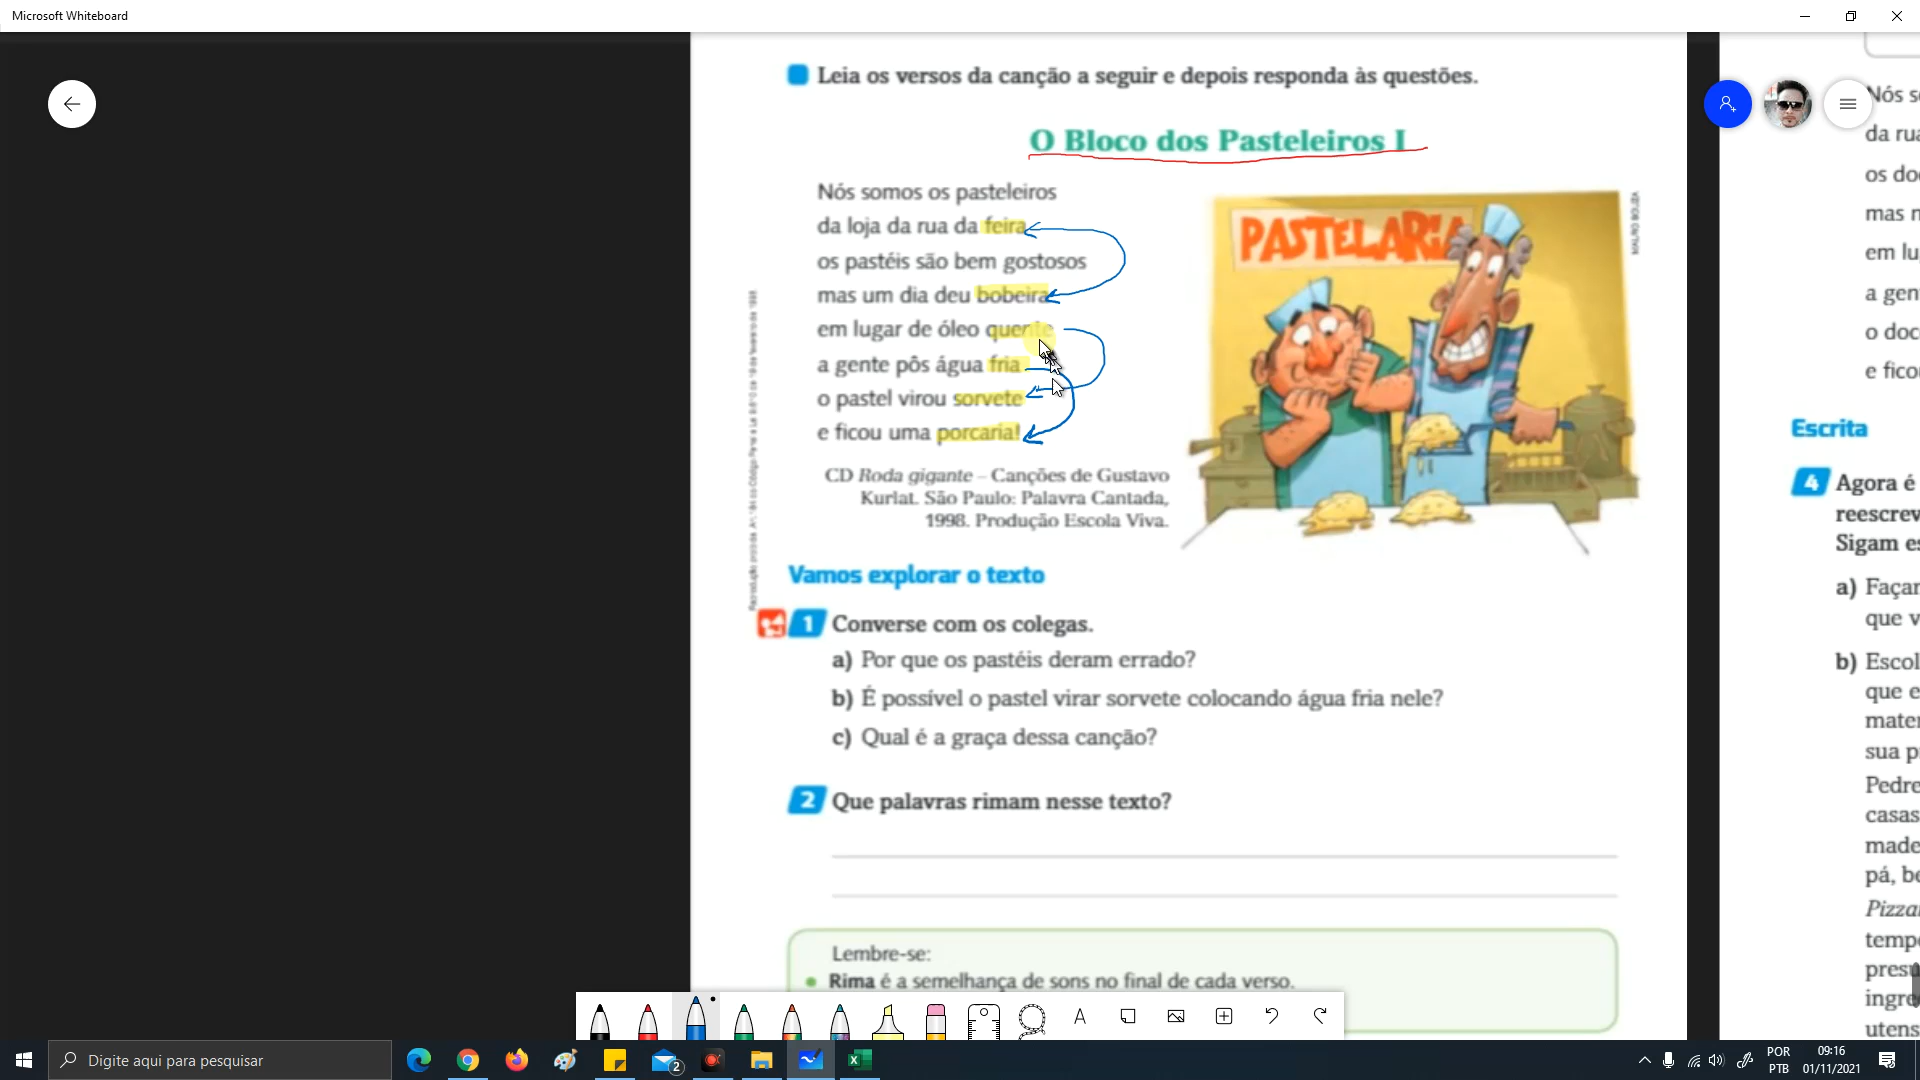 Microsoft Whiteboard
Leia os versos da canção a seguir e depois responda às questões.
O Bloco dos Pasteleiros I
Nós somos os pasteleiros
da loja da rua da feira
os pastéis são bem gostosos
mas um dia deu bobeira
em lugar de óleo quente
a gente pôs água fria
o pastel virou sorvete
e ficou uma porcaria!
CD Roda gigante – Canções de Gustavo
Kurlat. São Paulo: Palavra Cantada,
1998. Produção Escola Viva.
PASTELARIA
Vamos explorar o texto
1 Converse com os colegas.
a) Por que os pastéis deram errado?
b) É possível o pastel virar sorvete colocando água fria nele?
c) Qual é a graça dessa canção?
2 Que palavras rimam nesse texto?
Lembre-se:
Rima é a semelhança de sons no final de cada verso.
Nós s
da rua
os do
mas
em lu
a gen
o doc
e fico
Escrita
4 Agora é
reescrev
Sigam es
a) Façar
que v
b) Escol
que e
mater
sua p
Pedre
casas
made
pá, be
Pizza
temp
presu
ingre
utens
A
Digite aqui para pesquisar
2
POR
PTB
09:16
01/11/2021